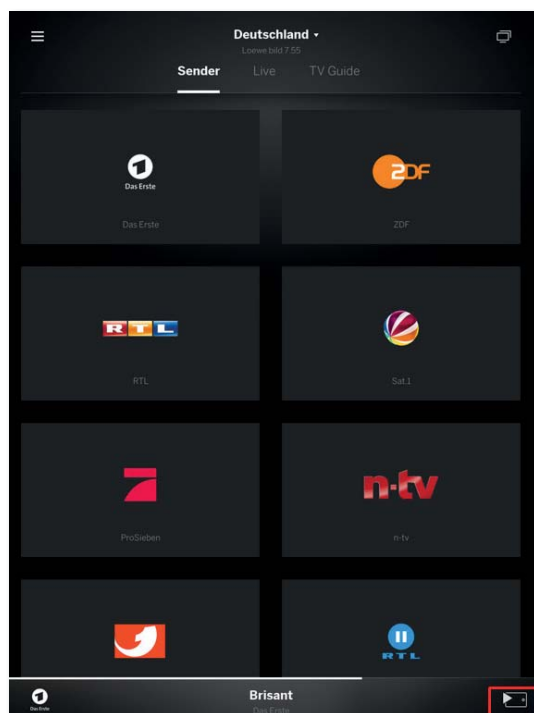 Deutschland
Loewe bild 7.55
Sender Live TV Guide
Das Erste
ZDF
Das Erste
ZDF
RTL
RTL
Sat.1
n-tv
ProSieben
n-tv
II
RTL
Brisant
Das Erste
Das Erste